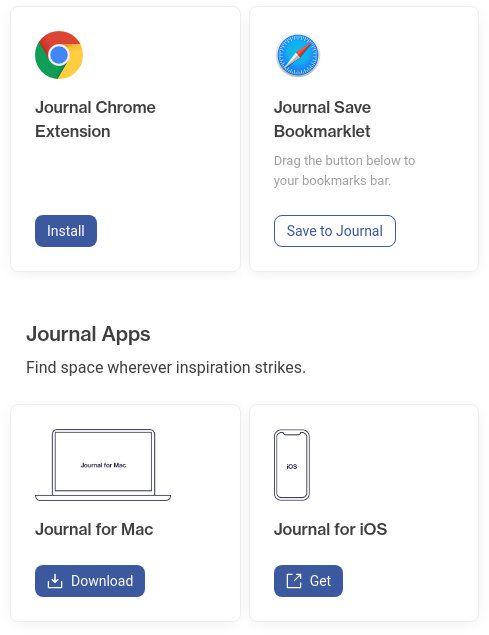 Journal Chrome
Extension
Install
Journal Save
Bookmarklet
Drag the button below to
your bookmarks bar.
Save to Journal
Journal Apps
Find space wherever inspiration strikes.
Journal for Mac
Journal for Mac
Download
iOS
Journal for iOS
Get